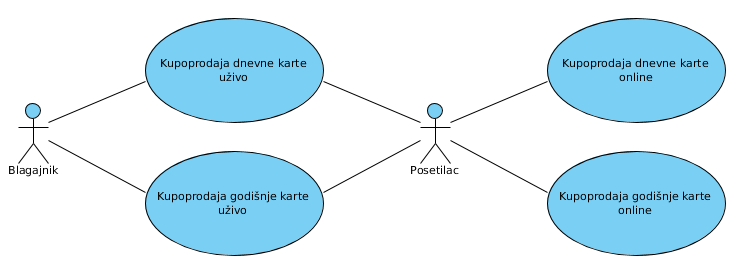 Kupoprodaja dnevne karte
uživo
Kupoprodaja dnevne karte
online
Blagajnik
Posetilac
Kupoprodaja godišnje karte
uživo
Kupoprodaja godišnje karte
online